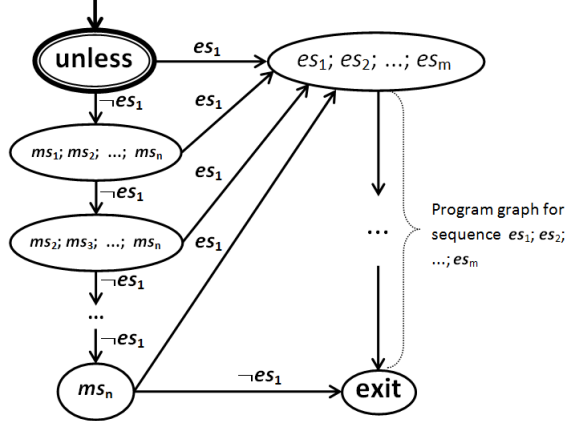 unless
es₁
es₁; es₂; ...; esₘ
¬es₁
es₁
ms₁; ms₂; ...; msₙ
¬es₁
es₁
ms₂; ms₃; ...; msₙ
es₁
¬es₁
...
¬es₁
...
Program graph for
sequence es₁; es₂;
...; esₘ
msₙ
¬es₁
exit